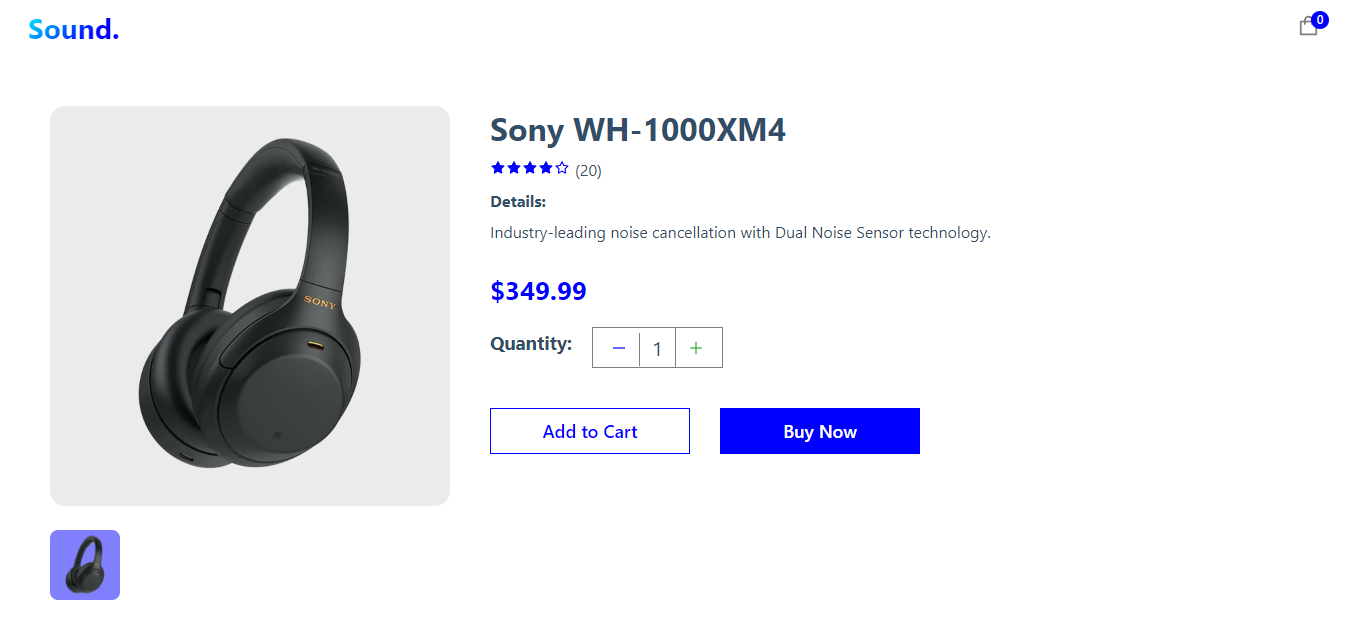 Sound.
0
SONY
Sony WH-1000XM4
(20)
Details:
Industry-leading noise cancellation with Dual Noise Sensor technology.
$349.99
Quantity: − 1 +
Add to Cart Buy Now